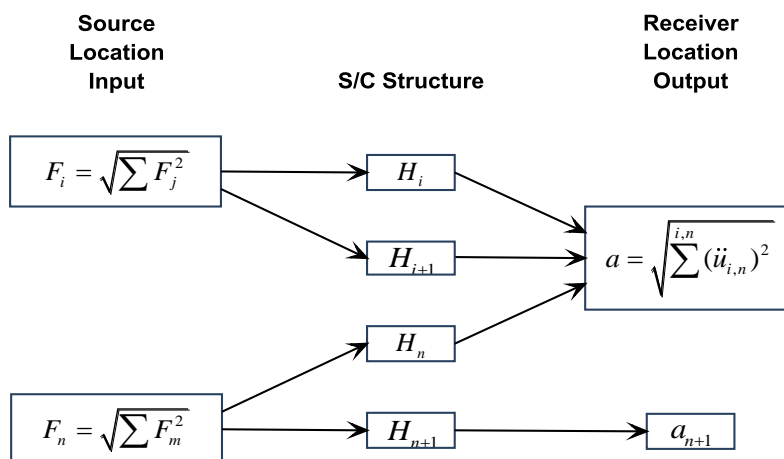 Source
Location
Input
S/C Structure
Receiver
Location
Output
F_i = √(∑ F_j^2)
H_i
H_{i+1}
a = √(∑^{i,n} (ü_{i,n})^2)
H_n
F_n = √(∑ F_m^2)
H_{n+1}
a_{n+1}